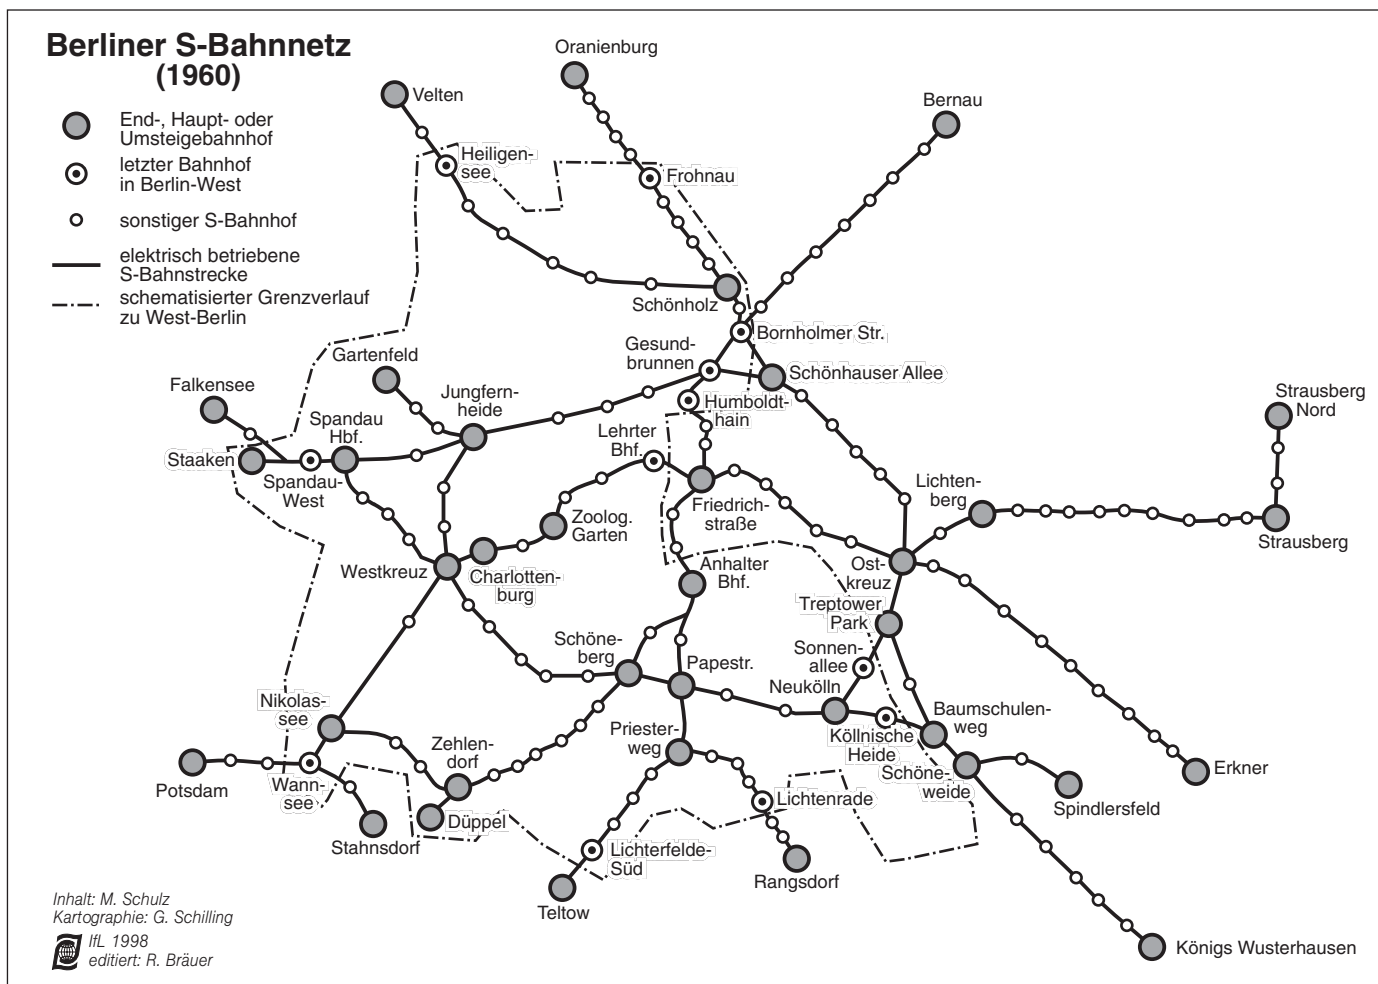 Berliner S-Bahnnetz
(1960)
End-, Haupt- oder
Umsteigebahnhof
letzter Bahnhof
in Berlin-West
sonstiger S-Bahnhof
elektrisch betriebene
S-Bahnstrecke
schematisierter Grenzverlauf
zu West-Berlin
Oranienburg
Velten
Bernau
Heiligen-
see
Frohnau
Schönholz
Bornholmer Str.
Gesund-
brunnen
Schönhauser Allee
Gartenfeld
Falkensee
Jungfern-
heide
Humboldt-
hain
Strausberg
Nord
Spandau
Hbf.
Lehrter
Bhf.
Staaken
Spandau-
West
Lichten-
berg
Friedrich-
straße
Zoolog.
Garten
Strausberg
Westkreuz
Charlotten-
burg
Anhalter
Bhf.
Ost-
kreuz
Treptower
Park
Schöne-
berg
Papestr.
Sonnen-
allee
Neukölln
Nikolas-
see
Zehlen-
dorf
Priester-
weg
Köllnische
Heide
Baumschulen-
weg
Schöne-
weide
Potsdam
Wann-
see
Erkner
Spindlersfeld
Lichtenrade
Düppel
Stahnsdorf
Lichterfelde-
Süd
Rangsdorf
Teltow
Königs Wusterhausen
Inhalt: M. Schulz
Kartographie: G. Schilling
IfL 1998
editiert: R. Bräuer